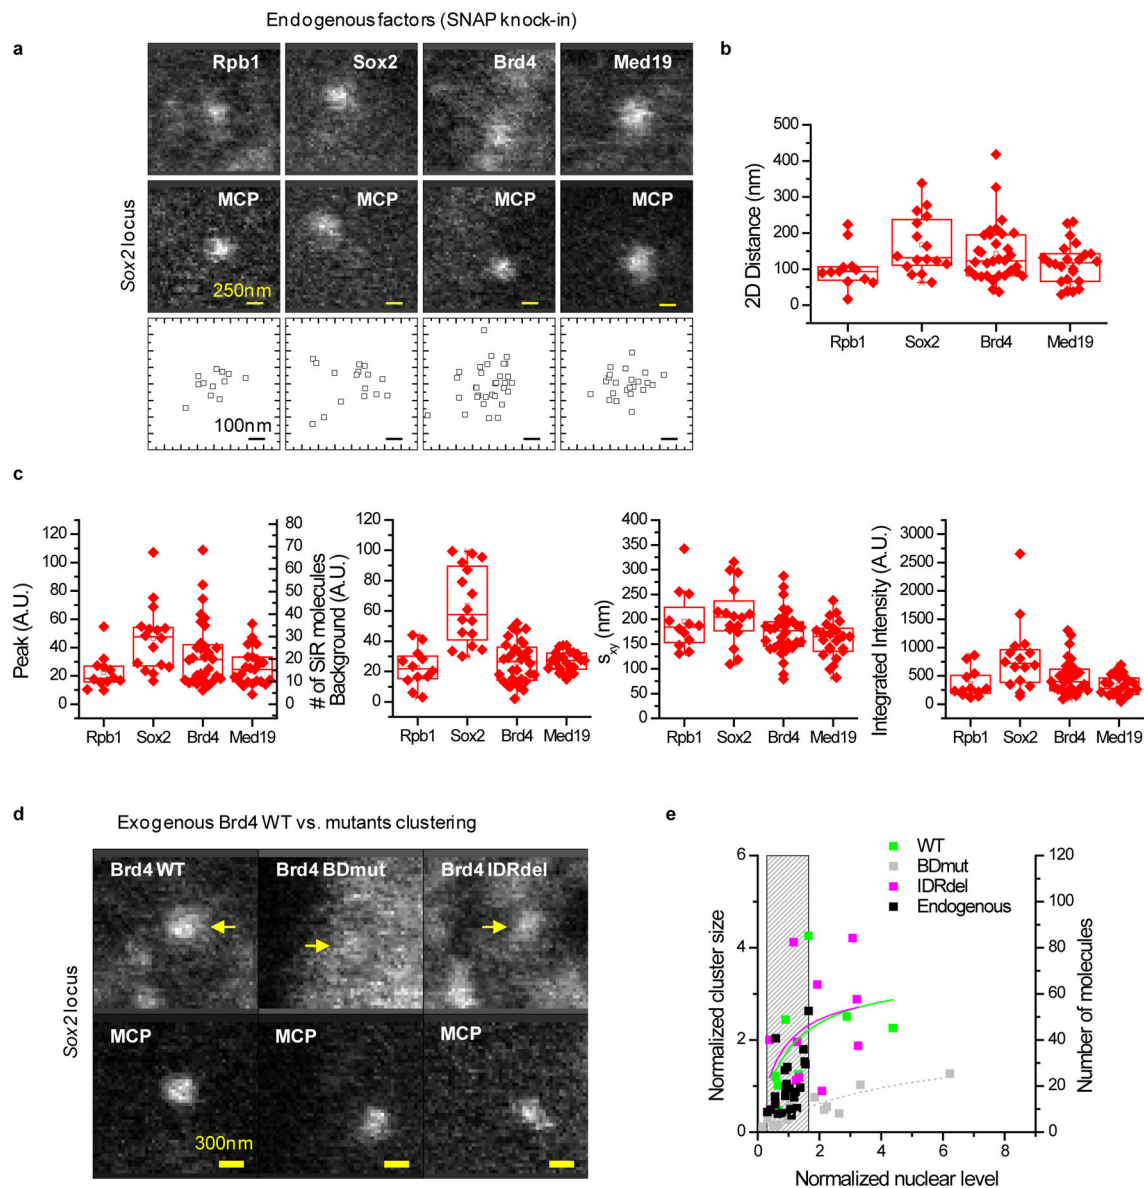 Endogenous factors (SNAP knock-in)
a
b
Rpb1
Sox2
Brd4
Med19
MCP
MCP
MCP
MCP
Sox2 locus
250nm
100nm
2D Distance (nm)
500
400
300
200
100
0
Rpb1
Sox2
Brd4
Med19
c
Peak (A.U.)
120
100
80
60
40
20
0
Rpb1
Sox2
Brd4
Med19
80
70
60
50
40
30
20
10
0
# of SiR molecules
Background (A.U.)
120
100
80
60
40
20
0
Rpb1
Sox2
Brd4
Med19
sxy (nm)
400
350
300
250
200
150
100
50
0
Rpb1
Sox2
Brd4
Med19
Integrated Intensity (A.U.)
3000
2500
2000
1500
1000
500
0
Rpb1
Sox2
Brd4
Med19
d
Exogenous Brd4 WT vs. mutants clustering
Brd4 WT
Brd4 BDmut
Brd4 IDRdel
Sox2 locus
MCP
MCP
MCP
300nm
e
WT
BDmut
IDRdel
Endogenous
Normalized cluster size
6
4
2
0
0
2
4
6
8
Normalized nuclear level
120
100
80
60
40
20
0
Number of molecules